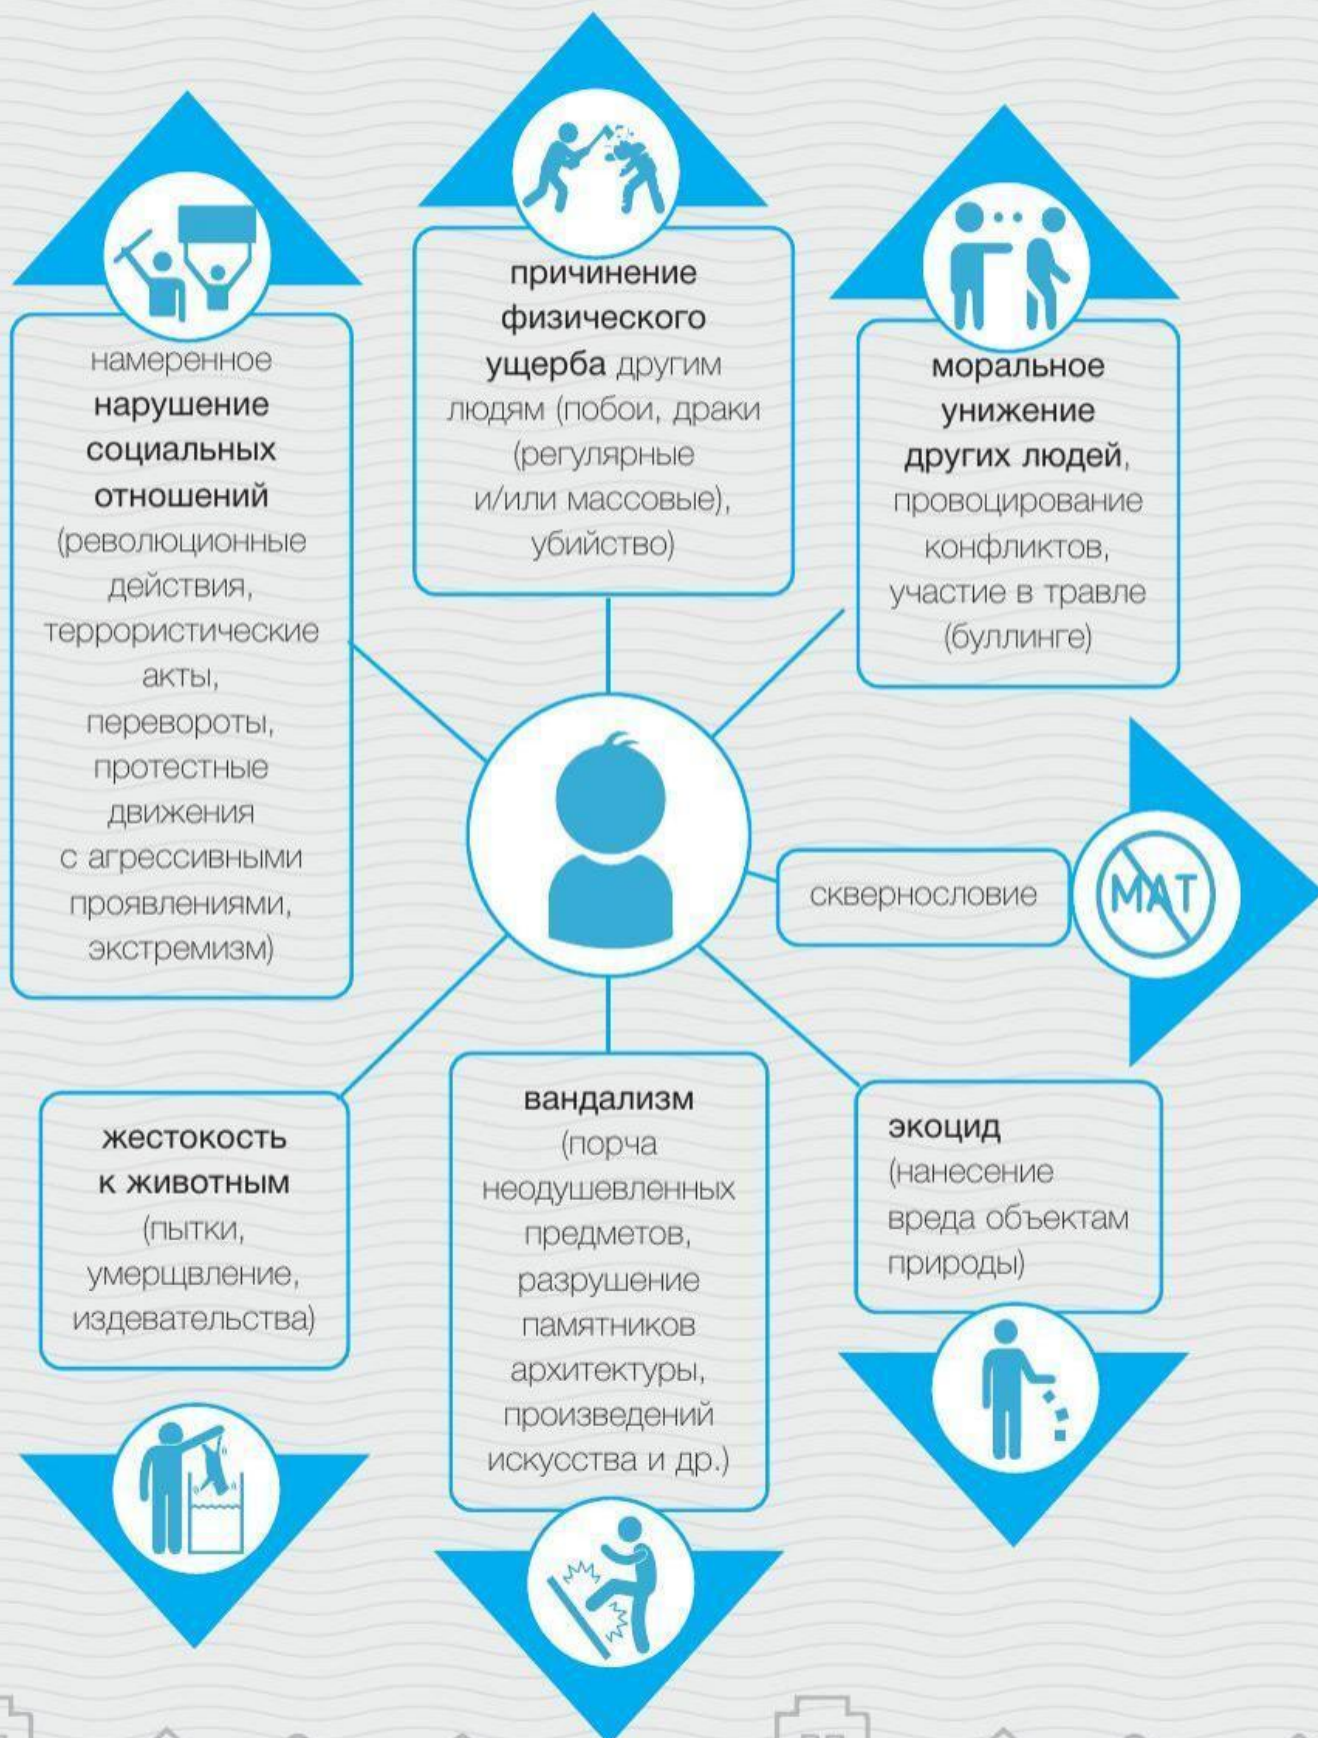 намеренное
нарушение
социальных
отношений
(революционные
действия,
террористические
акты,
перевороты,
протестные
движения
с агрессивными
проявлениями,
экстремизм)
причинение
физического
ущерба другим
людям (побои, драки
(регулярные
и/или массовые),
убийство)
моральное
унижение
других людей,
провоцирование
конфликтов,
участие в травле
(буллинге)
сквернословие
МАТ
жестокость
к животным
(пытки,
умерщвление,
издевательства)
вандализм
(порча
неодушевленных
предметов,
разрушение
памятников
архитектуры,
произведений
искусства и др.)
экоцид
(нанесение
вреда объектам
природы)